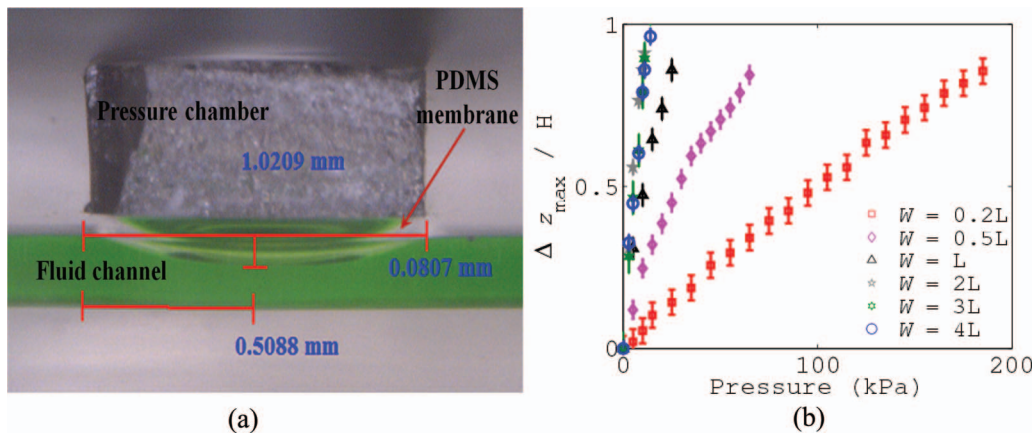 Pressure chamber
PDMS
membrane
1.0209 mm
Fluid channel
0.0807 mm
0.5088 mm
(a)
(b)
1
0.5
0
Δ z max / H
W = 0.2L
W = 0.5L
W = L
W = 2L
W = 3L
W = 4L
0
100
200
Pressure (kPa)
(b)